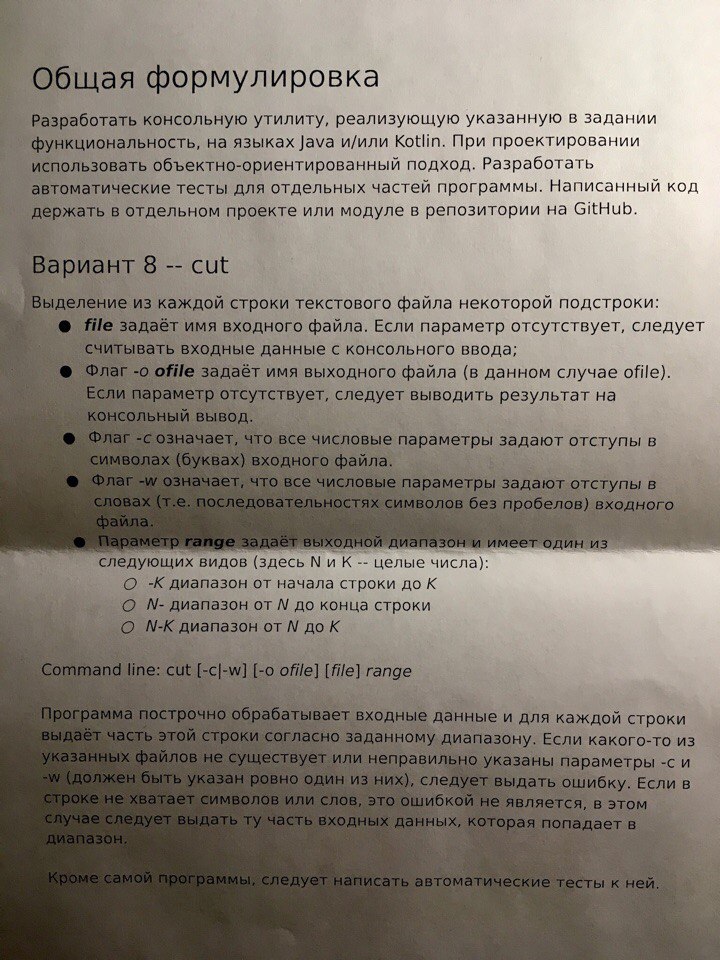 Общая формулировка
Разработать консольную утилиту, реализующую указанную в задании
функциональность, на языках Java и/или Kotlin. При проектировании
использовать объектно-ориентированный подход. Разработать
автоматические тесты для отдельных частей программы. Написанный код
держать в отдельном проекте или модуле в репозитории на GitHub.
Вариант 8 -- cut
Выделение из каждой строки текстового файла некоторой подстроки:
● file задаёт имя входного файла. Если параметр отсутствует, следует
считывать входные данные с консольного ввода;
● Флаг -o ofile задаёт имя выходного файла (в данном случае ofile).
Если параметр отсутствует, следует выводить результат на
консольный вывод.
● Флаг -c означает, что все числовые параметры задают отступы в
символах (буквах) входного файла.
● Флаг -w означает, что все числовые параметры задают отступы в
словах (т.е. последовательностях символов без пробелов) входного
файла.
● Параметр range задаёт выходной диапазон и имеет один из
следующих видов (здесь N и K -- целые числа):
○ -K диапазон от начала строки до K
○ N- диапазон от N до конца строки
○ N-K диапазон от N до K
Command line: cut [-c|-w] [-o ofile] [file] range
Программа построчно обрабатывает входные данные и для каждой строки
выдаёт часть этой строки согласно заданному диапазону. Если какого-то из
указанных файлов не существует или неправильно указаны параметры -c и
-w (должен быть указан ровно один из них), следует выдать ошибку. Если в
строке не хватает символов или слов, это ошибкой не является, в этом
случае следует выдать ту часть входных данных, которая попадает в
диапазон.
Кроме самой программы, следует написать автоматические тесты к ней.